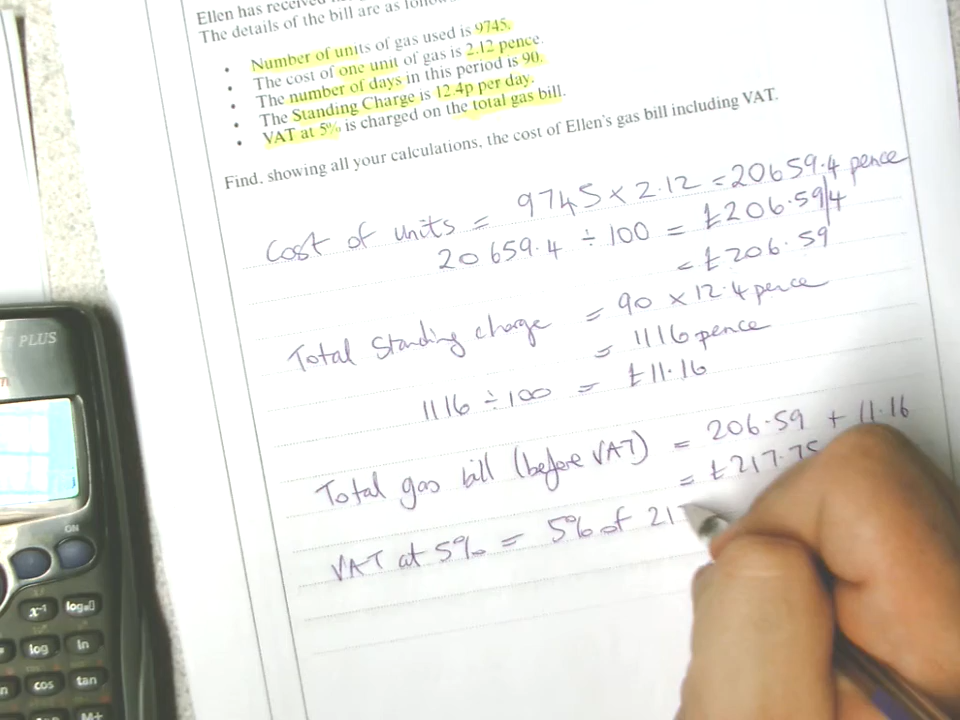 Ellen has received
The details of the bill are as
• Number of units of gas used is 9745.
• The cost of one unit of gas is 2.12 pence.
• The number of days in this period is 90.
• The Standing Charge is 12.4p per day.
• VAT at 5% is charged on the total gas bill.
Find, showing all your calculations, the cost of Ellen's gas bill including VAT.
Cost of units = 9745 × 2.12 = 20659.4 pence
20659.4 ÷ 100 = £206.59|4
= £206.59
Total Standing charge = 90 × 12.4 pence
= 1116 pence
1116 ÷ 100 = £11.16
Total gas bill (before VAT) = 206.59 + 11.16
= £217.75
VAT at 5% = 5% of 217
PLUS
ON
x⁻¹ log
log ln
cos tan
M+